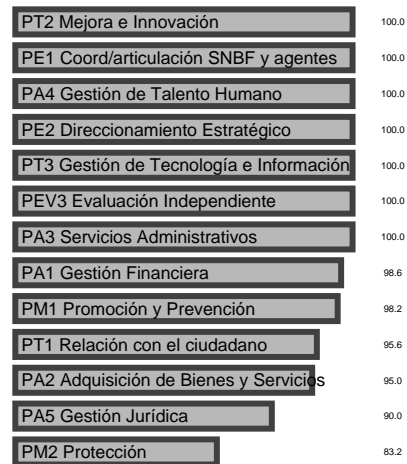 PT2 Mejora e Innovación 100.0
PE1 Coord/articulación SNBF y agentes 100.0
PA4 Gestión de Talento Humano 100.0
PE2 Direccionamiento Estratégico 100.0
PT3 Gestión de Tecnología e Información 100.0
PEV3 Evaluación Independiente 100.0
PA3 Servicios Administrativos 100.0
PA1 Gestión Financiera 98.6
PM1 Promoción y Prevención 98.2
PT1 Relación con el ciudadano 95.6
PA2 Adquisición de Bienes y Servicios 95.0
PA5 Gestión Jurídica 90.0
PM2 Protección 83.2